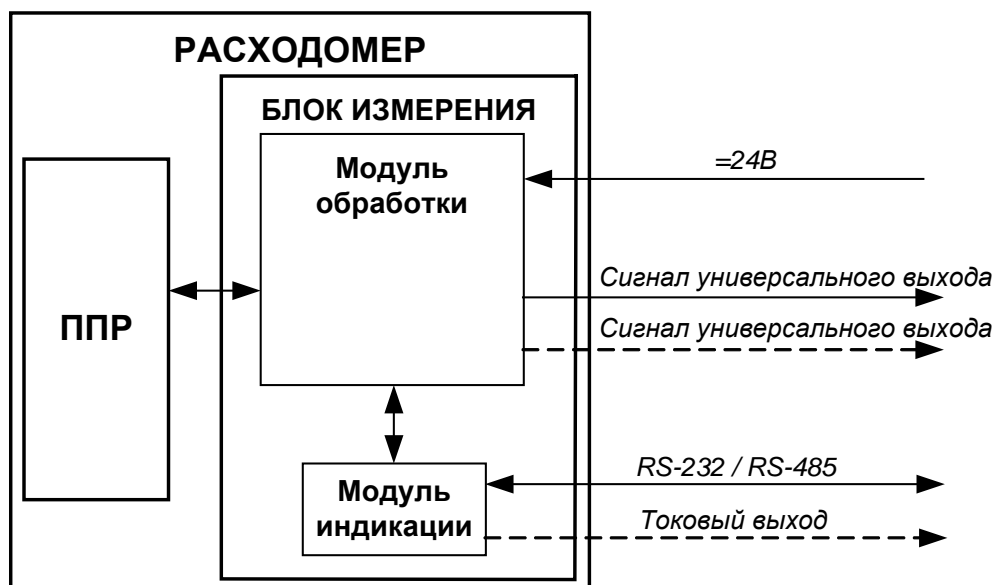 РАСХОДОМЕР
БЛОК ИЗМЕРЕНИЯ
Модуль
обработки
=24В
Сигнал универсального выхода
ППР
Сигнал универсального выхода
RS-232 / RS-485
Модуль
индикации
Токовый выход